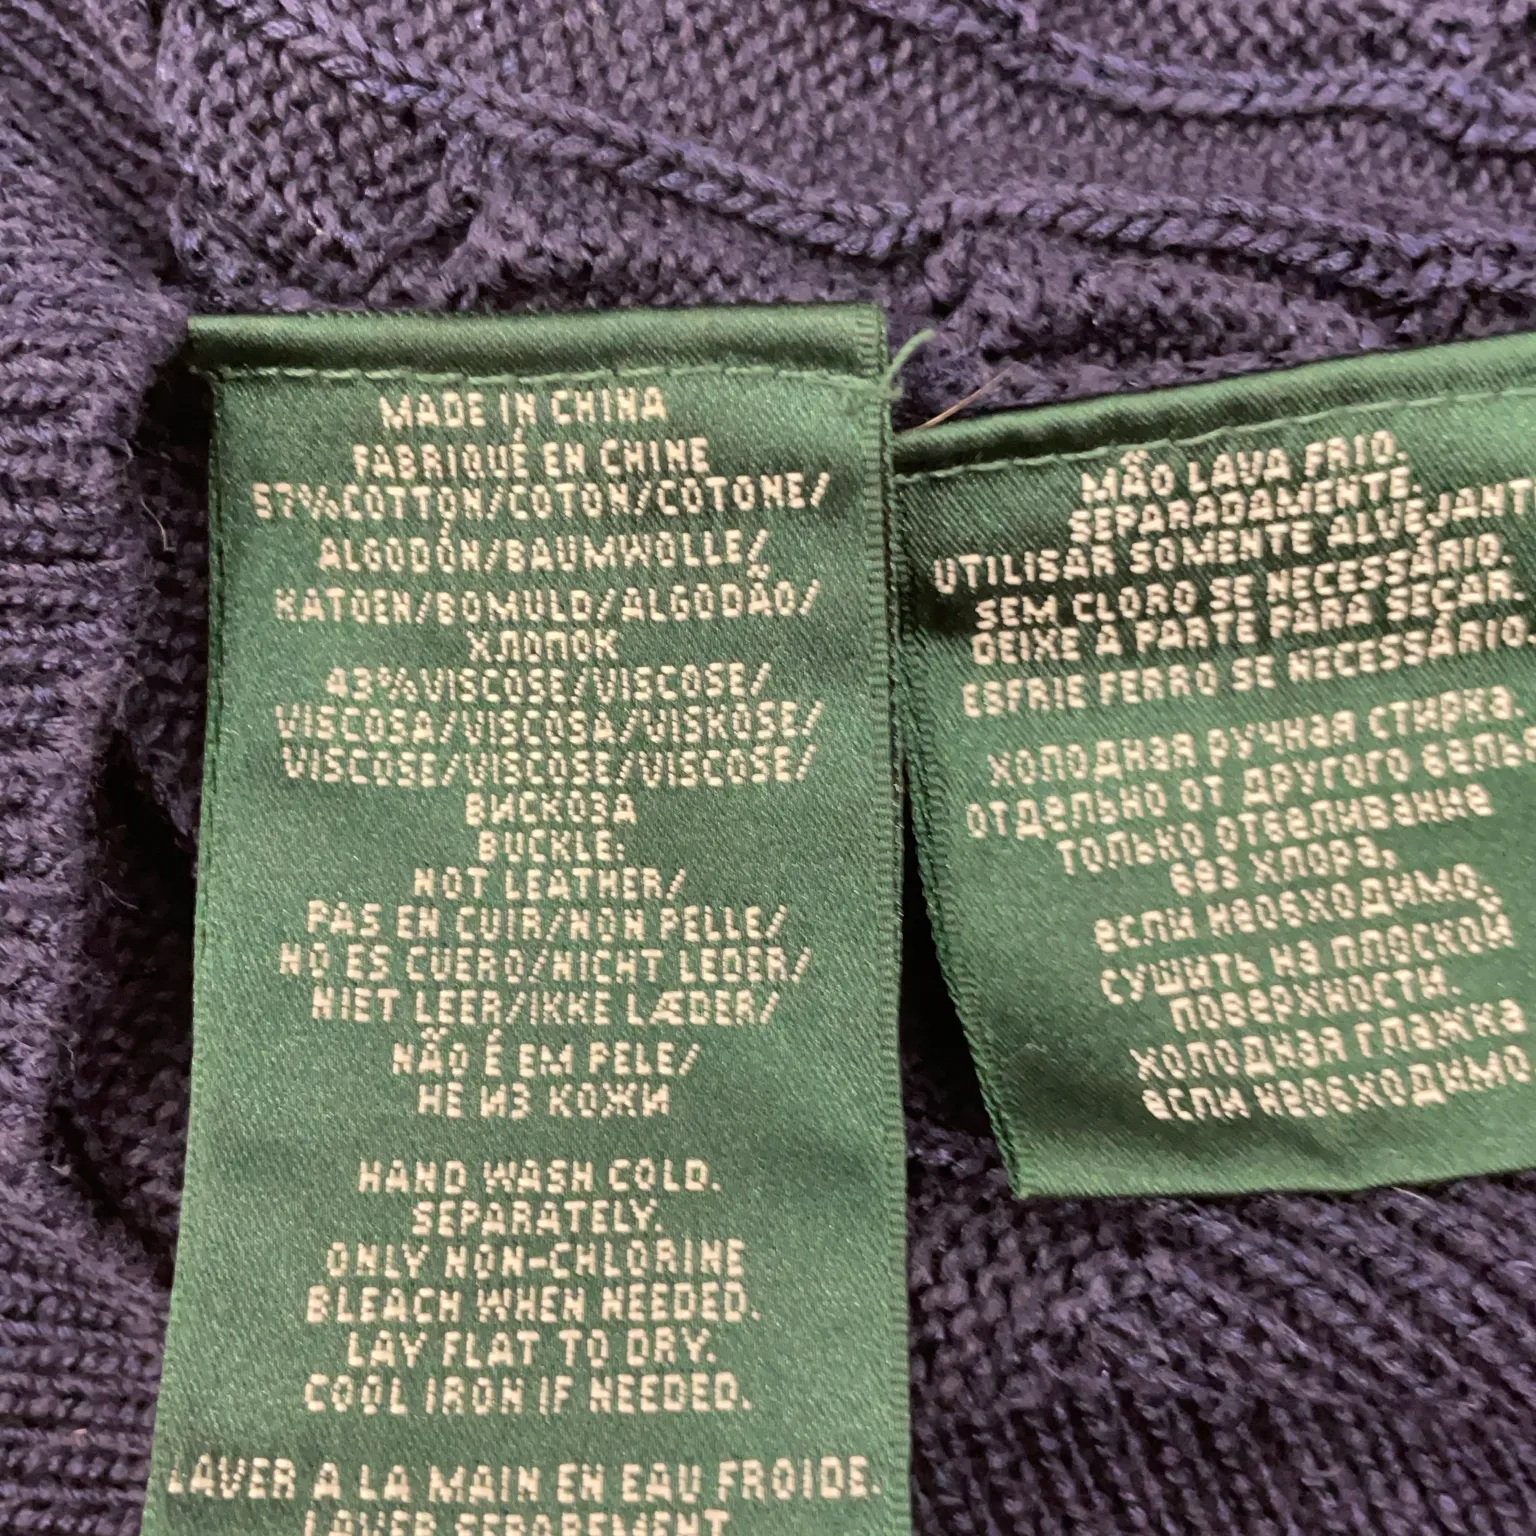 MADE IN CHINA
FABRIQUÉ EN CHINE
57%COTTON/COTON/COTONE/
ALGODÓN/BAUMWOLLE/
KATOEN/BOMULD/ALGODÃO/
ХЛОПОК
43%VISCOSE/VISCOSE/
VISCOSA/VISCOSA/VISKOSE/
VISCOSE/VISCOSE/VISCOSE/
ВИСКОЗА
BUCKLE:
NOT LEATHER/
PAS EN CUIR/NON PELLE/
NO ES CUERO/NICHT LEDER/
NIET LEER/IKKE LÆDER/
NÃO É EM PELE/
НЕ ИЗ КОЖИ
HAND WASH COLD.
SEPARATELY.
ONLY NON-CHLORINE
BLEACH WHEN NEEDED.
LAY FLAT TO DRY.
COOL IRON IF NEEDED.
LAVER A LA MAIN EN EAU FROIDE.
LAVER SEPAREMENT
MÃO LAVA FRIO.
SEPARADAMENTE.
UTILISAR SOMENTE ALVEJANT
SEM CLORO SE NECESSÁRIO.
DEIXE A PARTE PARA SECAR.
ESFRIE FERRO SE NECESSÁRIO.
холодная ручная стирка
отдельно от другого бель
только отбеливание
без хлора,
если необходимо,
сушить на плоской
поверхности.
холодная глажка
если необходимо